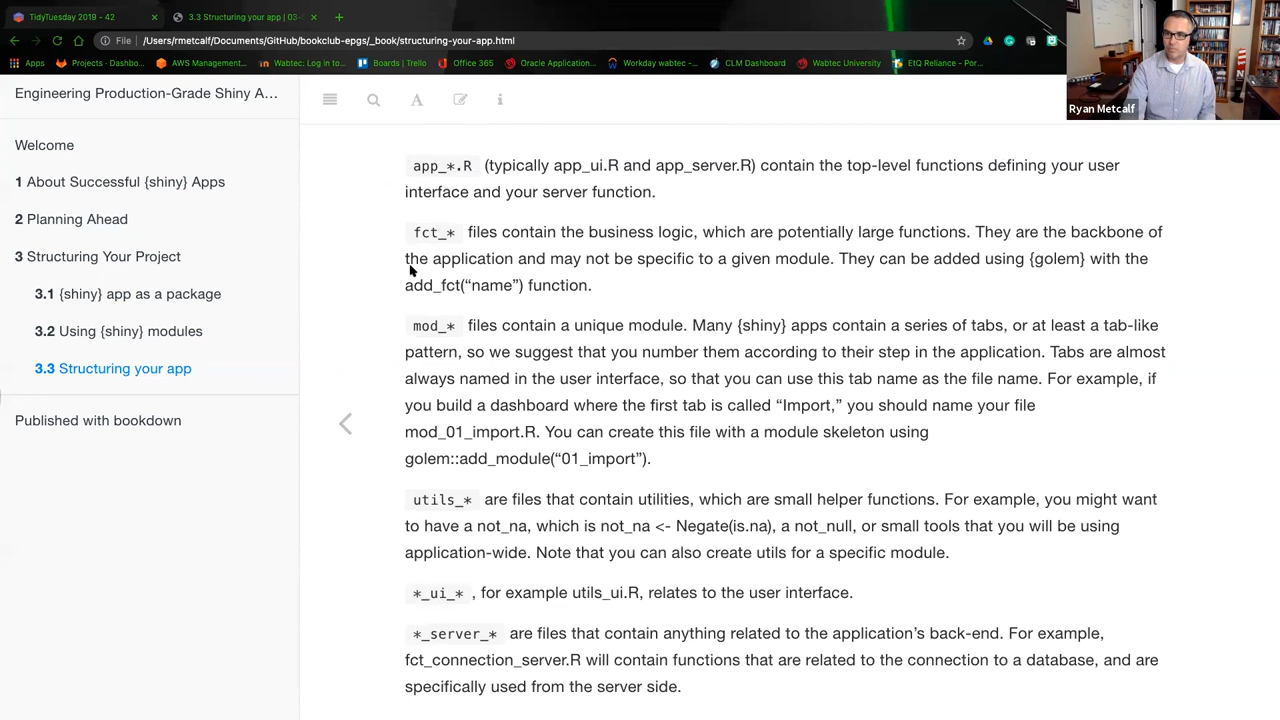 TidyTuesday 2019 - 42
3.3 Structuring your app | 03-
File /Users/rmetcalf/Documents/GitHub/bookclub-epgs/_book/structuring-your-app.html
Apps Projects · Dashbo... AWS Management... Wabtec: Log in to... Boards | Trello Office 365 Oracle Application... Workday wabtec -... CLM Dashboard Wabtec University EtQ Reliance - Por...
Ryan Metcalf
Engineering Production-Grade Shiny A...
Welcome
1 About Successful {shiny} Apps
2 Planning Ahead
3 Structuring Your Project
3.1 {shiny} app as a package
3.2 Using {shiny} modules
3.3 Structuring your app
Published with bookdown
app_*.R (typically app_ui.R and app_server.R) contain the top-level functions defining your user
interface and your server function.
fct_* files contain the business logic, which are potentially large functions. They are the backbone of
the application and may not be specific to a given module. They can be added using {golem} with the
add_fct(“name”) function.
mod_* files contain a unique module. Many {shiny} apps contain a series of tabs, or at least a tab-like
pattern, so we suggest that you number them according to their step in the application. Tabs are almost
always named in the user interface, so that you can use this tab name as the file name. For example, if
you build a dashboard where the first tab is called “Import,” you should name your file
mod_01_import.R. You can create this file with a module skeleton using
golem::add_module(“01_import”).
utils_* are files that contain utilities, which are small helper functions. For example, you might want
to have a not_na, which is not_na <- Negate(is.na), a not_null, or small tools that you will be using
application-wide. Note that you can also create utils for a specific module.
*_ui_* , for example utils_ui.R, relates to the user interface.
*_server_* are files that contain anything related to the application’s back-end. For example,
fct_connection_server.R will contain functions that are related to the connection to a database, and are
specifically used from the server side.